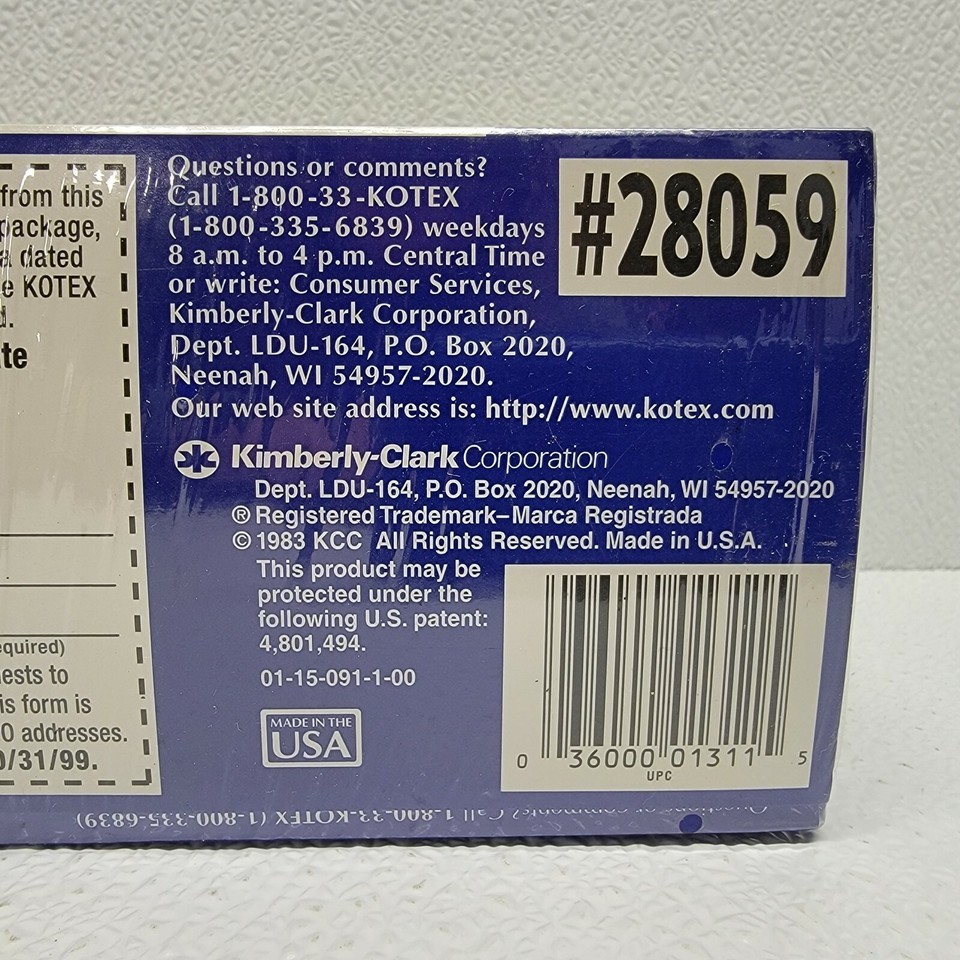 from this
package,
a dated
e KOTEX
d.
ate
equired)
ests to
is form is
O addresses.
0/31/99.
Questions or comments?
Call 1-800-33-KOTEX
(1-800-335-6839) weekdays
8 a.m. to 4 p.m. Central Time
or write: Consumer Services,
Kimberly-Clark Corporation,
Dept. LDU-164, P.O. Box 2020,
Neenah, WI 54957-2020.
Our web site address is: http://www.kotex.com
#28059
Kimberly-Clark Corporation
Dept. LDU-164, P.O. Box 2020, Neenah, WI 54957-2020
® Registered Trademark–Marca Registrada
© 1983 KCC All Rights Reserved. Made in U.S.A.
This product may be
protected under the
following U.S. patent:
4,801,494.
01-15-091-1-00
MADE IN THE
USA
0 36000 01311 5
UPC
Questions or comments? Call 1-800-33-KOTEX (1-800-335-6839)